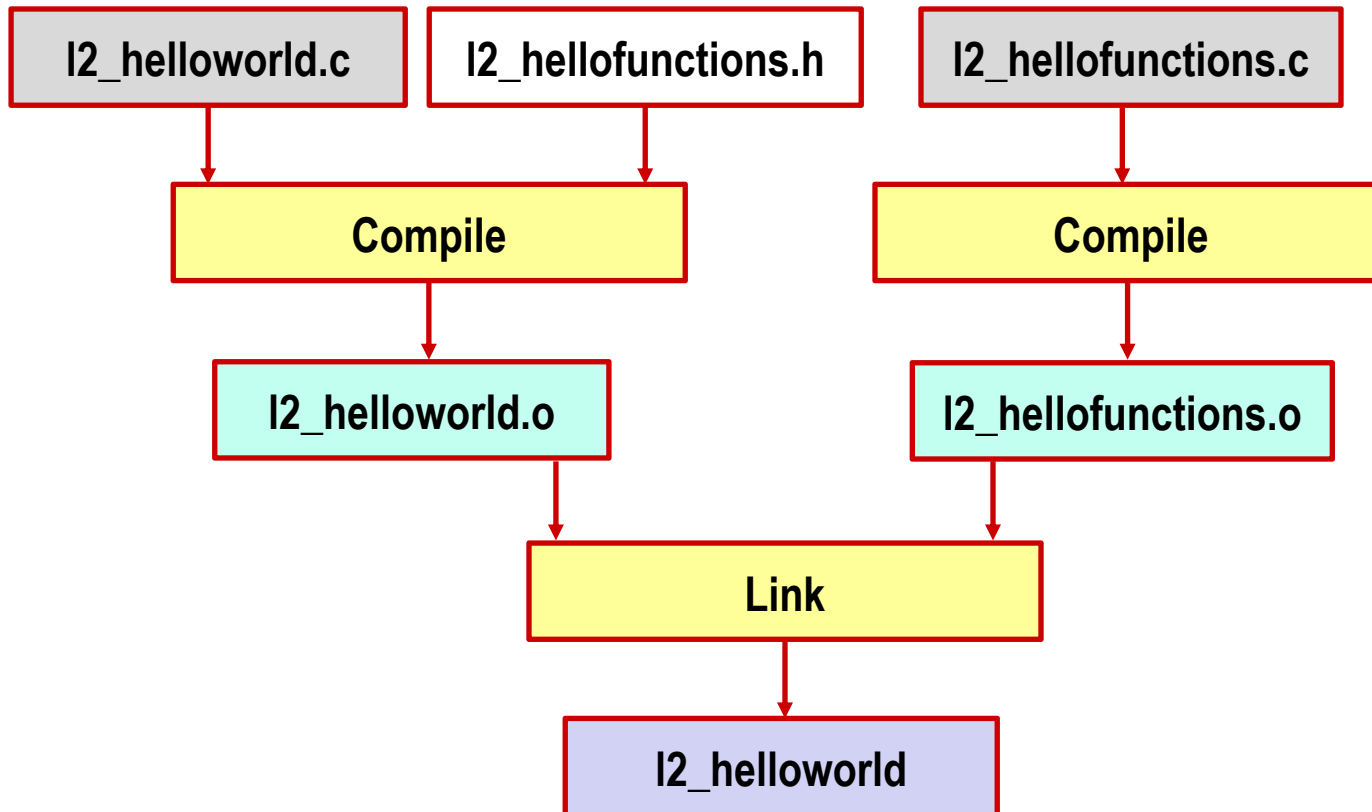 l2_helloworld.c
l2_hellofunctions.h
l2_hellofunctions.c
Compile
Compile
l2_helloworld.o
l2_hellofunctions.o
Link
l2_helloworld